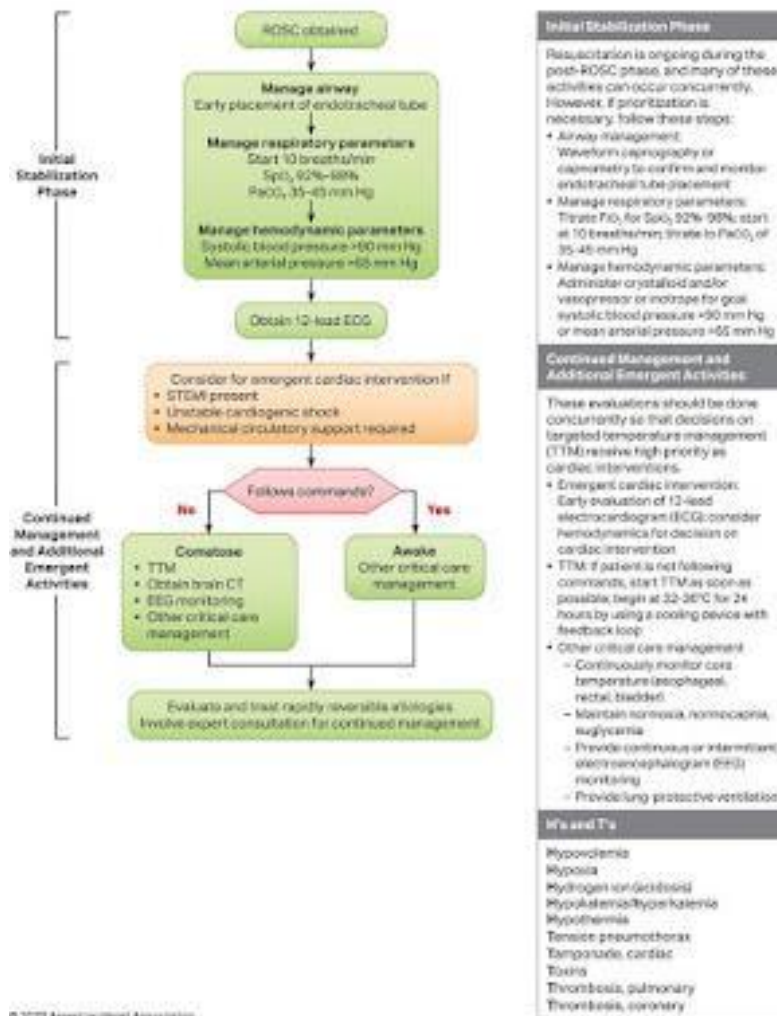 ROSC obtained
Manage airway
Early placement of endotracheal tube
Manage respiratory parameters
Start 10 breaths/min
SpO₂ 92%-98%
PaCO₂ 35-45 mm Hg
Manage hemodynamic parameters
Systolic blood pressure >90 mm Hg
Mean arterial pressure >65 mm Hg
Obtain 12-lead ECG
Initial
Stabilization
Phase
Consider for emergent cardiac intervention if
• STEMI present
• Unstable cardiogenic shock
• Mechanical circulatory support required
Follows commands?
No
Yes
Comatose
• TTM
• Obtain brain CT
• EEG monitoring
• Other critical care
management
Awake
Other critical care
management
Continued
Management
and Additional
Emergent
Activities
Evaluate and treat rapidly reversible etiologies
Involve expert consultation for continued management
Initial Stabilization Phase
Resuscitation is ongoing during the
post-ROSC phase, and many of these
activities can occur concurrently.
However, if prioritization is
necessary, follow these steps:
• Airway management:
Waveform capnography or
capnometry to confirm and monitor
endotracheal tube placement
• Manage respiratory parameters:
Titrate FiO₂ for SpO₂ 92%-98%; start
at 10 breaths/min; titrate to PaCO₂ of
35-45 mm Hg
• Manage hemodynamic parameters:
Administer crystalloid and/or
vasopressor or inotrope for goal
systolic blood pressure >90 mm Hg
or mean arterial pressure >65 mm Hg
Continued Management and
Additional Emergent Activities
These evaluations should be done
concurrently so that decisions on
targeted temperature management
(TTM) receive high priority as
cardiac interventions.
• Emergent cardiac intervention:
Early evaluation of 12-lead
electrocardiogram (ECG); consider
hemodynamics for decision on
cardiac intervention
• TTM: If patient is not following
commands, start TTM as soon as
possible; begin at 32-36°C for 24
hours by using a cooling device with
feedback loop
• Other critical care management
– Continuously monitor core
temperature (esophageal,
rectal, bladder)
– Maintain normoxia, normocapnia,
euglycemia
– Provide continuous or intermittent
electroencephalogram (EEG)
monitoring
– Provide lung-protective ventilation
H's and T's
Hypovolemia
Hypoxia
Hydrogen ion (acidosis)
Hypokalemia/hyperkalemia
Hypothermia
Tension pneumothorax
Tamponade, cardiac
Toxins
Thrombosis, pulmonary
Thrombosis, coronary